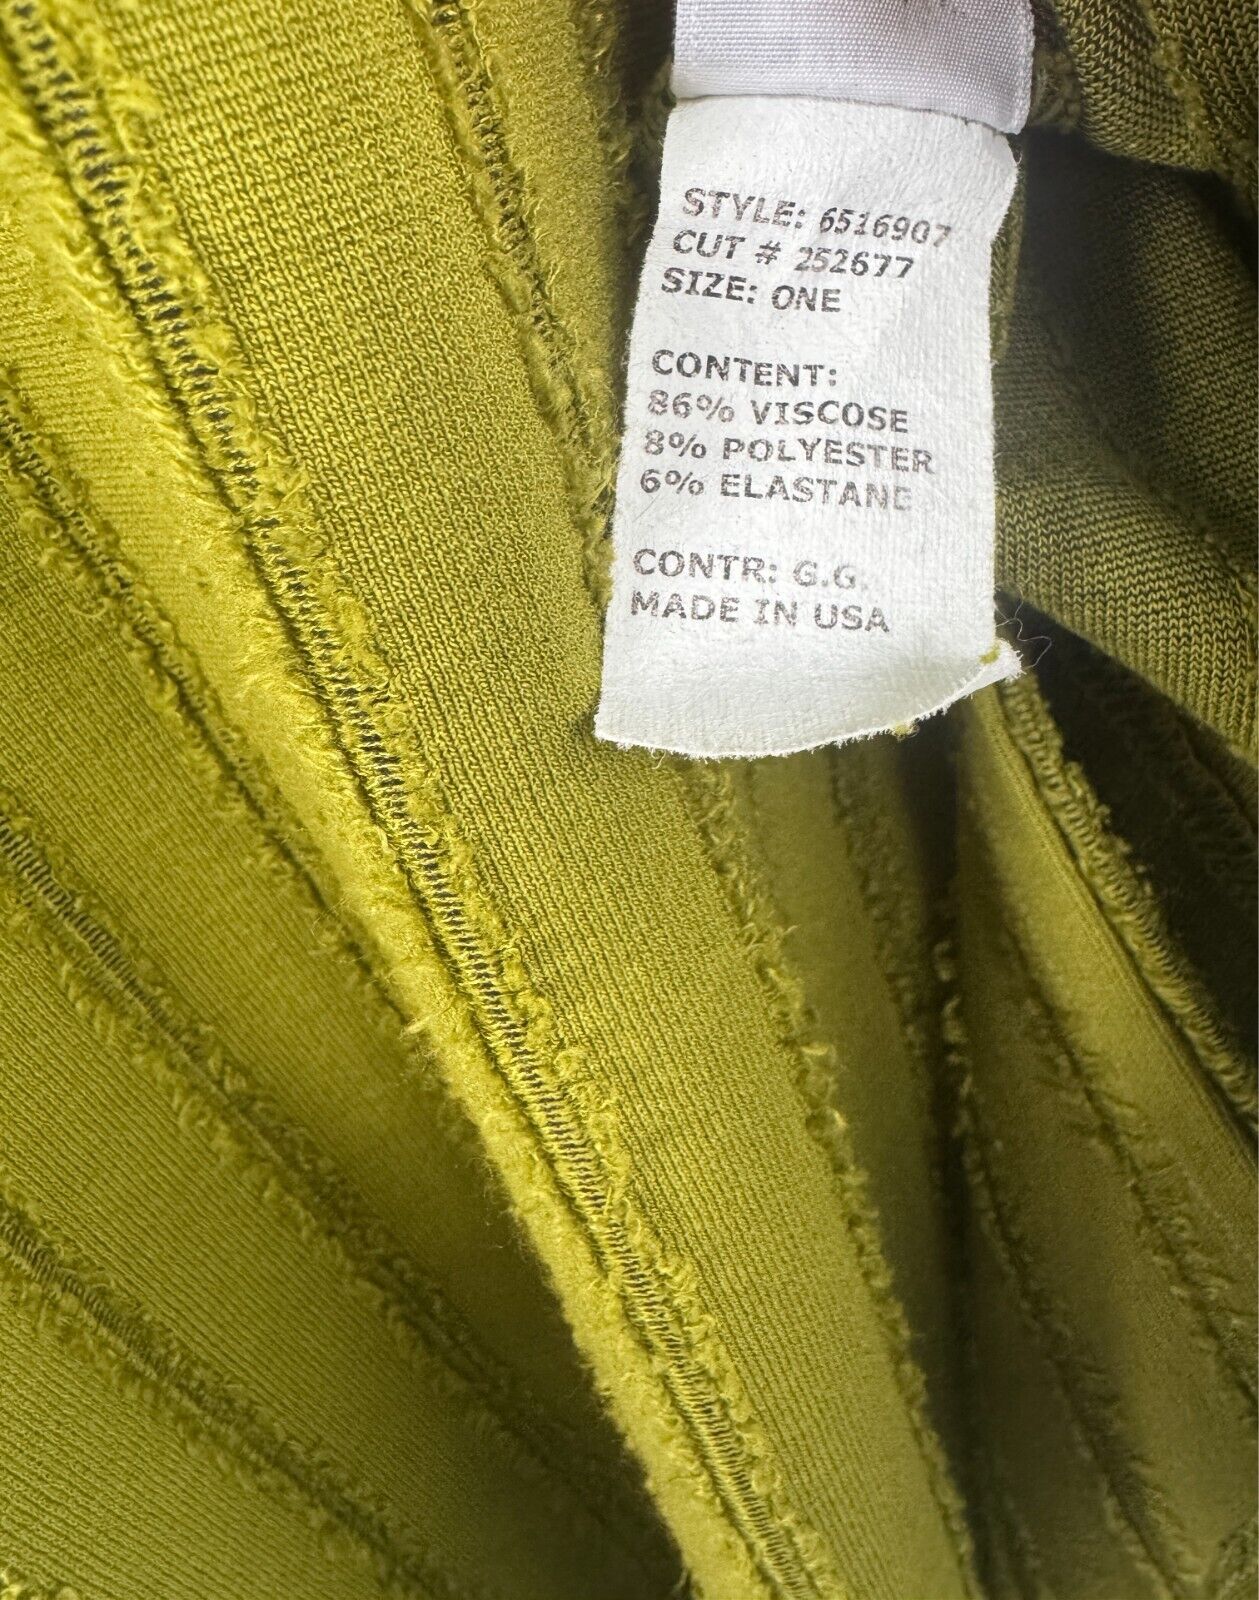 STYLE: 6516907
CUT # 252677
SIZE: ONE
CONTENT:
86% VISCOSE
8% POLYESTER
6% ELASTANE
CONTR: G.G.
MADE IN USA